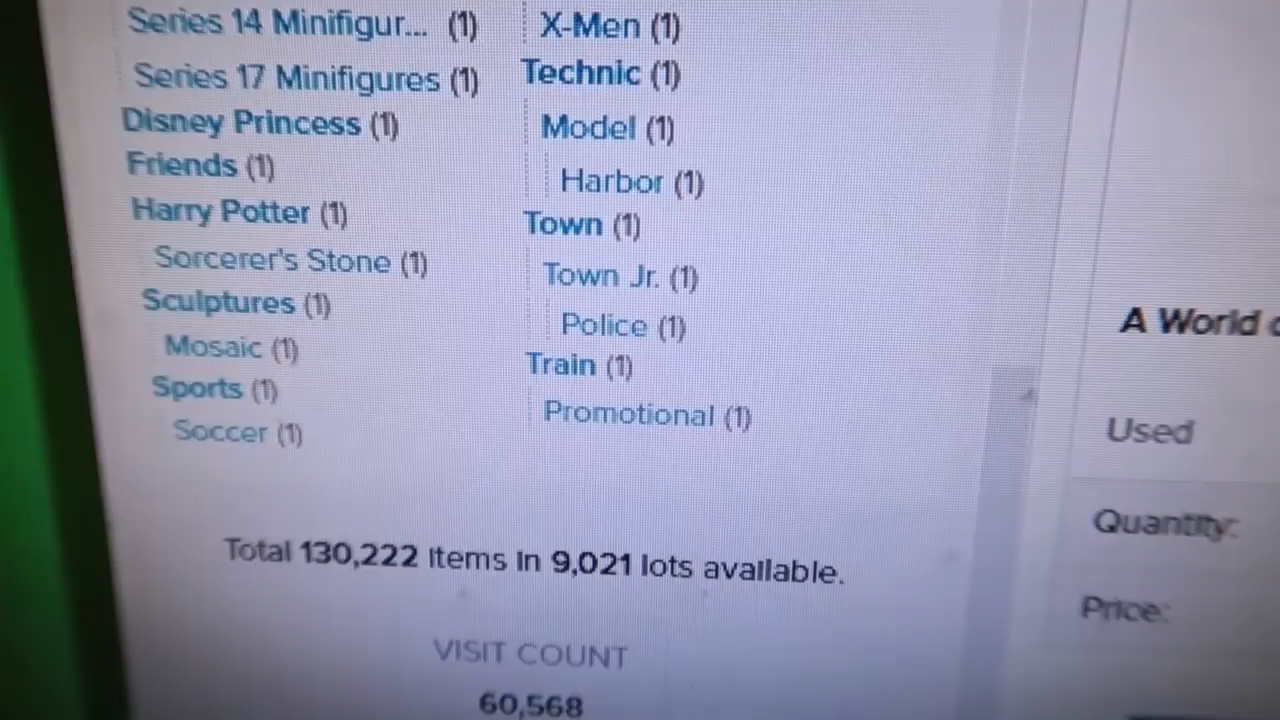 Series 14 Minifigur... (1)
Series 17 Minifigures (1)
Disney Princess (1)
Friends (1)
Harry Potter (1)
Sorcerer's Stone (1)
Sculptures (1)
Mosaic (1)
Sports (1)
Soccer (1)
X-Men (1)
Technic (1)
Model (1)
Harbor (1)
Town (1)
Town Jr. (1)
Police (1)
Train (1)
Promotional (1)
Total 130,222 Items in 9,021 lots available.
VISIT COUNT
60,568
A World
Used
Quantity:
Price: